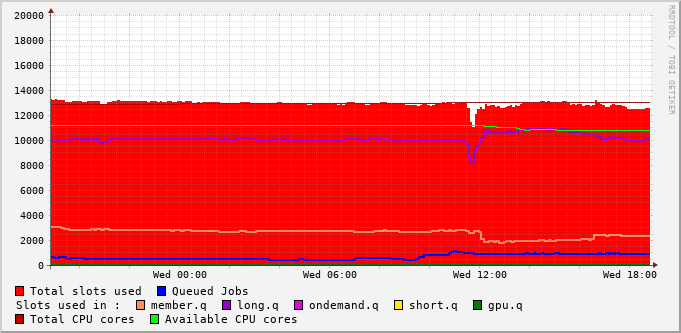 20000
18000
16000
14000
12000
10000
8000
6000
4000
2000
0
Wed 00:00 Wed 06:00 Wed 12:00 Wed 18:00
Total slots used Queued Jobs
Slots used in : member.q long.q ondemand.q short.q gpu.q
Total CPU cores Available CPU cores
RRDTOOL / TOBI OETIKER